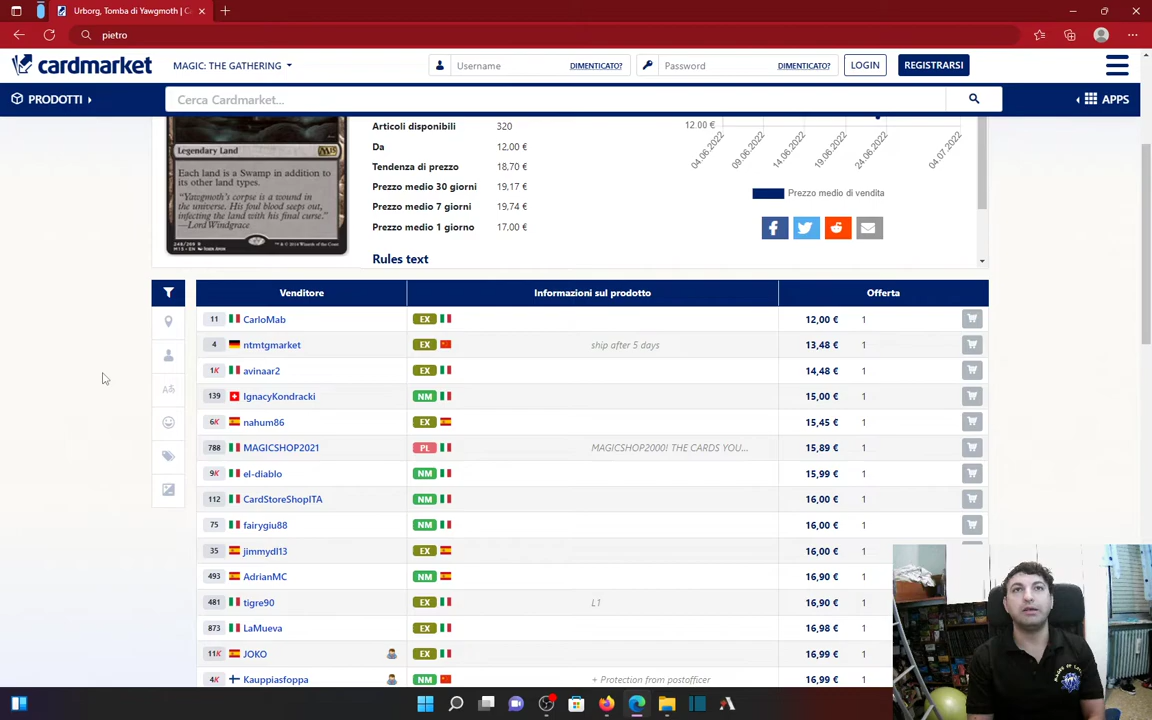 Urborg, Tomba di Yawgmoth | C
pietro
cardmarket
MAGIC: THE GATHERING
Username
DIMENTICATO?
Password
DIMENTICATO?
LOGIN
REGISTRARSI
PRODOTTI
Cerca Cardmarket...
APPS
Legendary Land
M15
Each land is a Swamp in addition to
its other land types.
"Yawgmoth's corpse is a wound in
the universe. His foul blood seeps out,
infecting the land with his final curse."
—Lord Windgrace
Articoli disponibili 320
Da 12.00 €
Tendenza di prezzo 18,70 €
Prezzo medio 30 giorni 19,17 €
Prezzo medio 7 giorni 19,74 €
Prezzo medio 1 giorno 17.00 €
Rules text
12.00 €
04.06.2022
09.06.2022
14.06.2022
19.06.2022
24.06.2022
04.07.2022
Prezzo medio di vendita
Venditore Informazioni sul prodotto Offerta
11 CarloMab EX 12,00 € 1
4 ntmtgmarket EX ship after 5 days 13,48 € 1
1K avinaar2 EX 14,48 € 1
139 IgnacyKondracki NM 15,00 € 1
6K nahum86 EX 15,45 € 1
788 MAGICSHOP2021 PL MAGICSHOP2000! THE CARDS YOU... 15,89 € 1
9K el-diablo NM 15,99 € 1
112 CardStoreShopITA NM 16,00 € 1
75 fairygiu88 NM 16,00 € 1
35 jimmydl13 EX 16,00 € 1
493 AdrianMC NM 16,90 € 1
481 tigre90 EX L1 16,90 € 1
873 LaMueva EX 16,98 € 1
11K JOKO EX 16,99 € 1
4K Kauppiasfoppa NM + Protection from postofficer 16,99 € 1